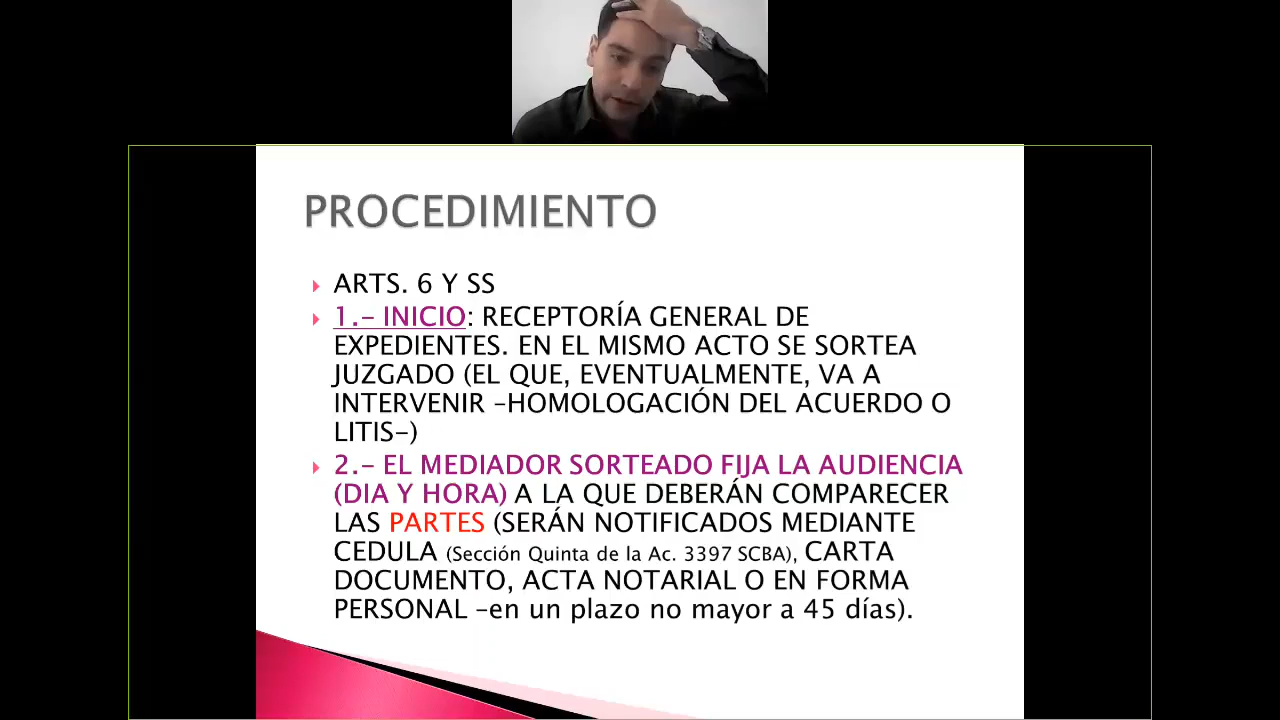 PROCEDIMIENTO
ARTS. 6 Y SS
1.- INICIO: RECEPTORÍA GENERAL DE
EXPEDIENTES. EN EL MISMO ACTO SE SORTEA
JUZGADO (EL QUE, EVENTUALMENTE, VA A
INTERVENIR –HOMOLOGACIÓN DEL ACUERDO O
LITIS-)
2.- EL MEDIADOR SORTEADO FIJA LA AUDIENCIA
(DIA Y HORA) A LA QUE DEBERÁN COMPARECER
LAS PARTES (SERÁN NOTIFICADOS MEDIANTE
CEDULA (Sección Quinta de la Ac. 3397 SCBA), CARTA
DOCUMENTO, ACTA NOTARIAL O EN FORMA
PERSONAL –en un plazo no mayor a 45 días).